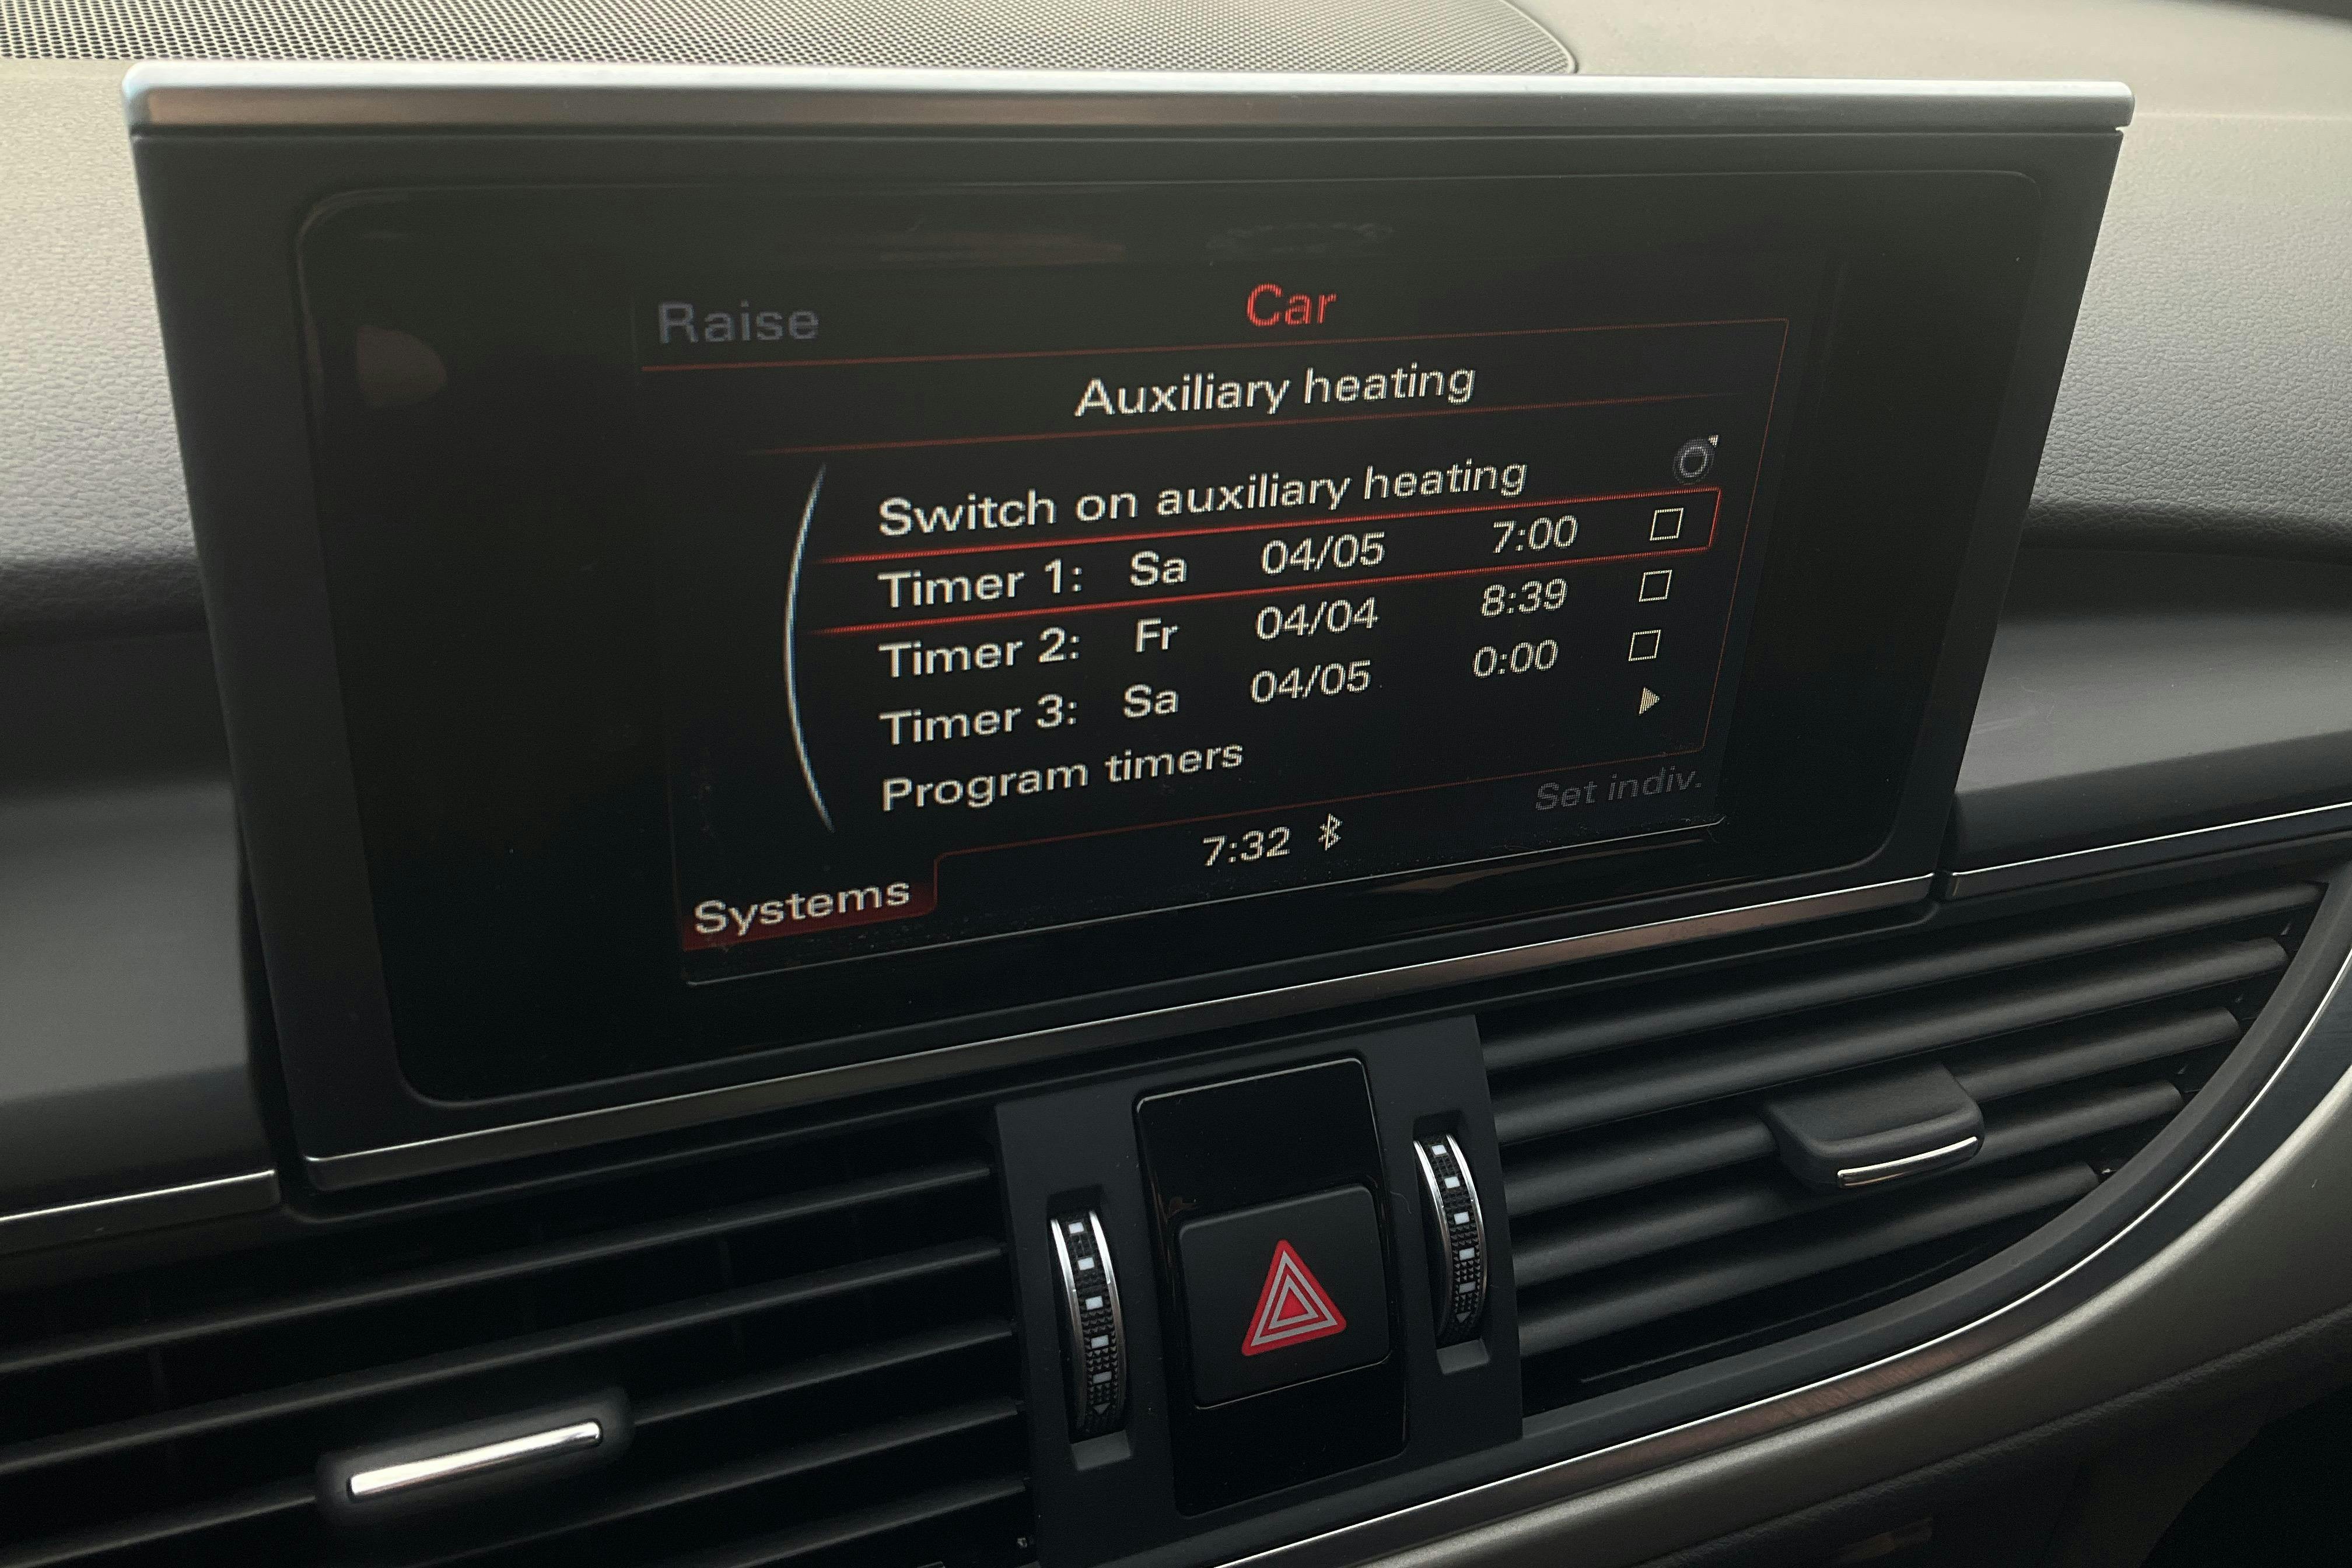 Raise Car
Auxiliary heating
Switch on auxiliary heating
Timer 1: Sa 04/05 7:00
Timer 2: Fr 04/04 8:39
Timer 3: Sa 04/05 0:00
Program timers
Set indiv.
7:32
Systems